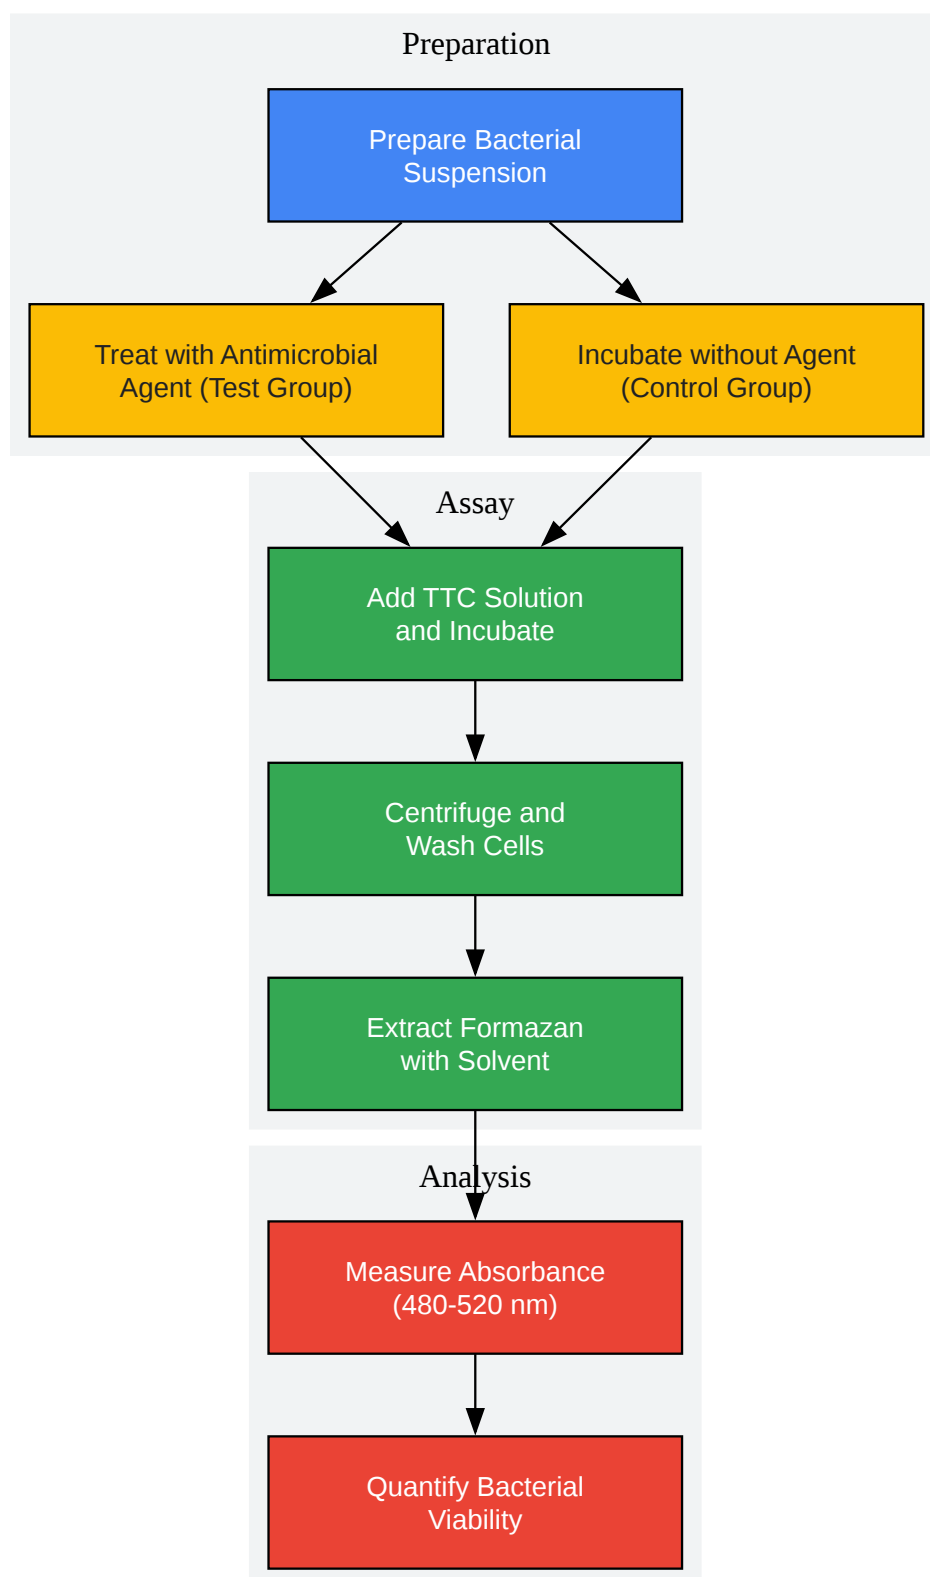 Preparation
Prepare Bacterial
Suspension
Treat with Antimicrobial
Agent (Test Group)
Incubate without Agent
(Control Group)
Assay
Add TTC Solution
and Incubate
Centrifuge and
Wash Cells
Extract Formazan
with Solvent
Analysis
Measure Absorbance
(480-520 nm)
Quantify Bacterial
Viability